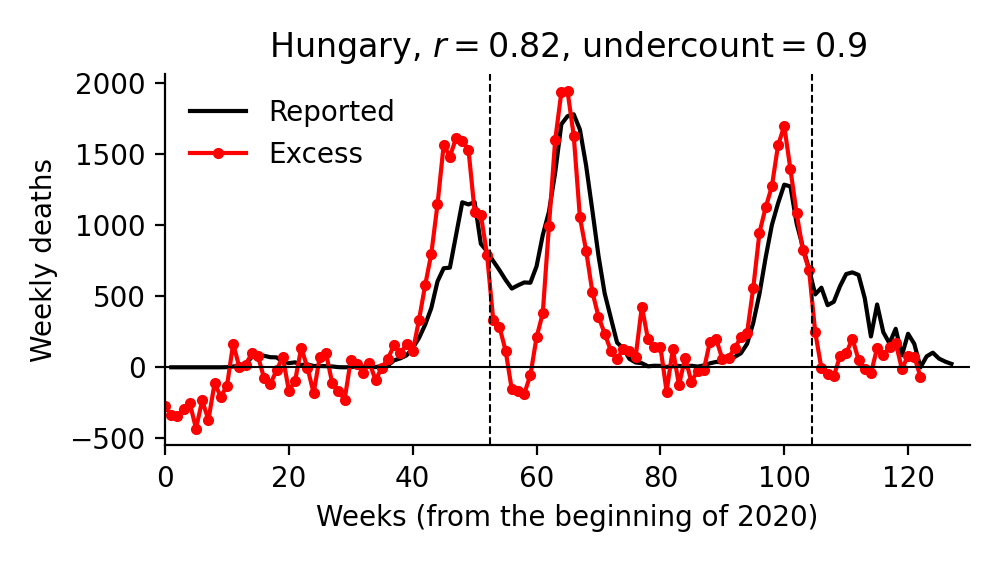 Hungary, r = 0.82, undercount = 0.9
Reported
Excess
Weekly deaths
2000
1500
1000
500
0
−500
0 20 40 60 80 100 120
Weeks (from the beginning of 2020)